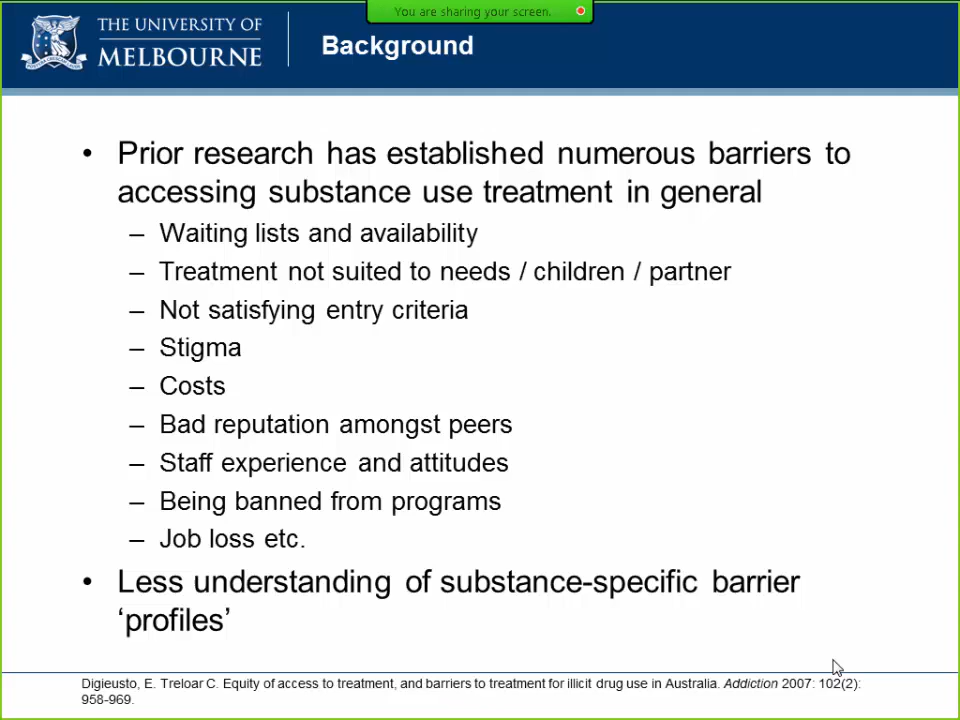 You are sharing your screen.
THE UNIVERSITY OF
MELBOURNE
Background
• Prior research has established numerous barriers to
accessing substance use treatment in general
– Waiting lists and availability
– Treatment not suited to needs / children / partner
– Not satisfying entry criteria
– Stigma
– Costs
– Bad reputation amongst peers
– Staff experience and attitudes
– Being banned from programs
– Job loss etc.
• Less understanding of substance-specific barrier
‘profiles’
Digieusto, E. Treloar C. Equity of access to treatment, and barriers to treatment for illicit drug use in Australia. Addiction 2007: 102(2):
958-969.